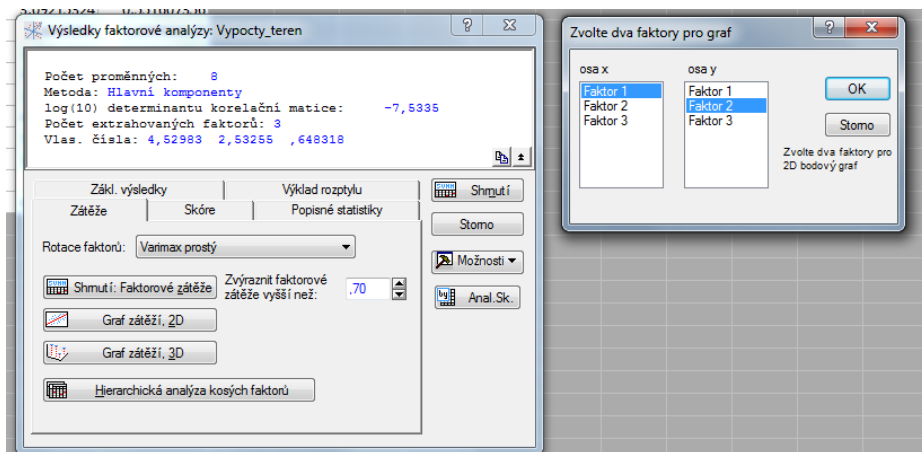 Výsledky faktorové analýzy: Vypocty_teren
Počet proměnných: 8
Metoda: Hlavní komponenty
log(10) determinantu korelační matice: -7,5335
Počet extrahovaných faktorů: 3
Vlas. čísla: 4,52983 2,53255 ,648318
Zákl. výsledky
Výklad rozptylu
Zátěže
Skóre
Popisné statistiky
Rotace faktorů:
Varimax prostý
Shrnutí: Faktorové zátěže
Zvýraznit faktorové
zátěže vyšší než:
,70
Graf zátěží, 2D
Graf zátěží, 3D
Hierarchická analýza kosých faktorů
Shrnutí
Storno
Možnosti
Anal.Sk.
Zvolte dva faktory pro graf
osa x
Faktor 1
Faktor 2
Faktor 3
osa y
Faktor 1
Faktor 2
Faktor 3
OK
Storno
Zvolte dva faktory pro
2D bodový graf